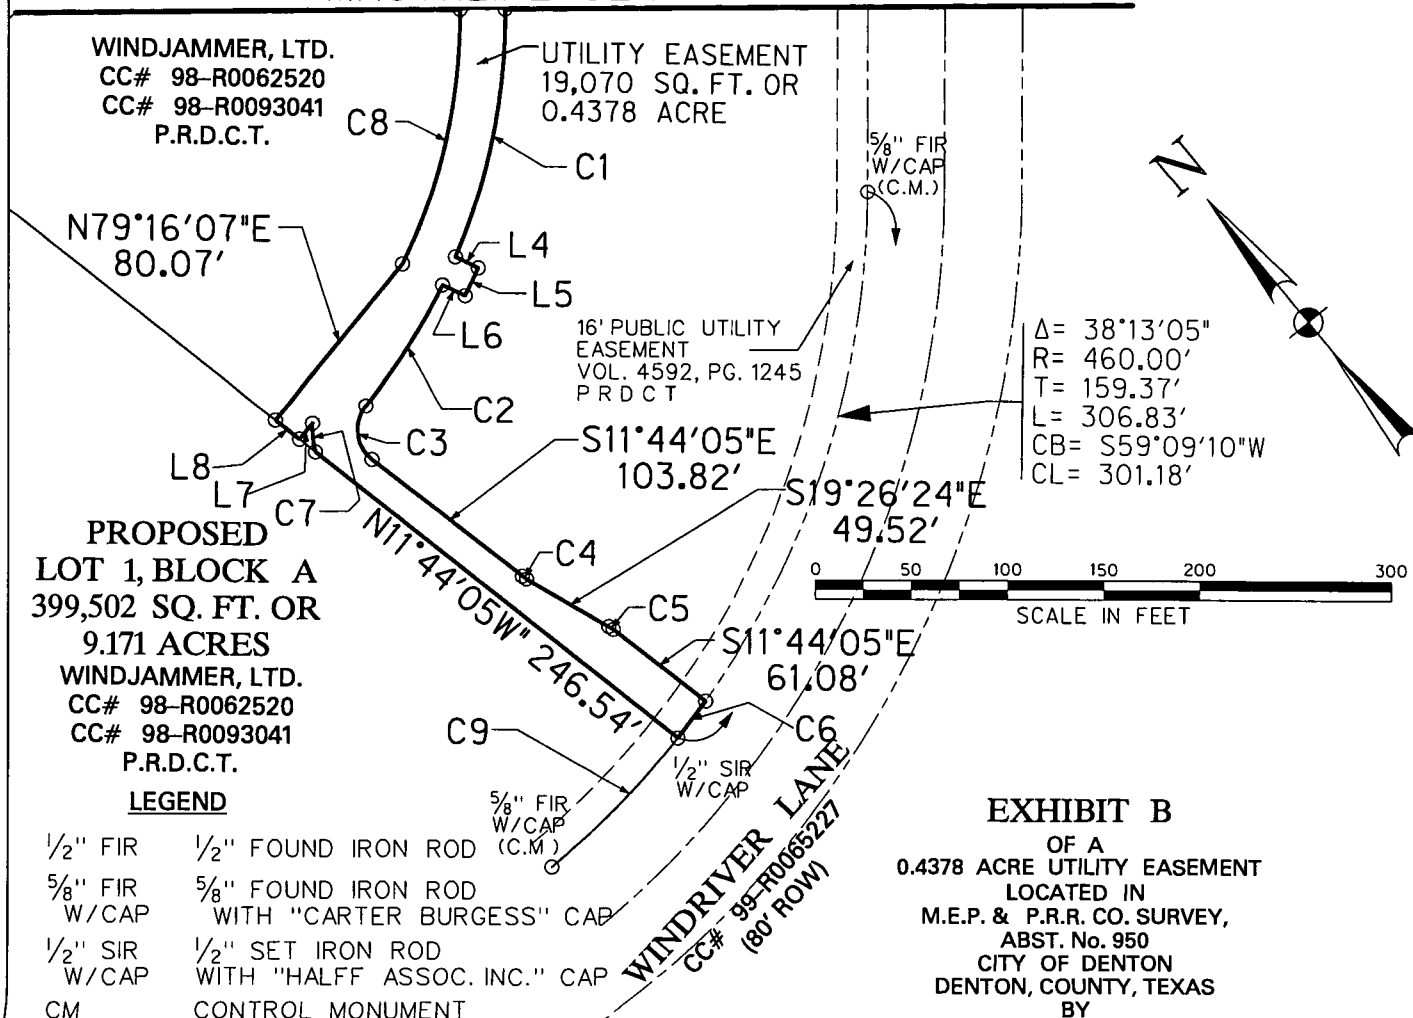 WINDJAMMER, LTD.
CC# 98-R0062520
CC# 98-R0093041
P.R.D.C.T.
C8
UTILITY EASEMENT
19,070 SQ. FT. OR
0.4378 ACRE
C1
5/8" FIR
W/CAP
(C.M.)
N
N79°16'07"E
80.07'
L4
L5
L6
16' PUBLIC UTILITY
EASEMENT
VOL. 4592, PG. 1245
P R D C T
Δ= 38°13'05"
R= 460.00'
T= 159.37'
L= 306.83'
CB= S59°09'10"W
CL= 301.18'
C2
C3
S11°44'05"E
103.82'
L8
L7
C7
S19°26'24"E
49.52'
N11°44'05W" 246.54'
C4
C5
S11°44'05"E
61.08'
C6
C9
0 50 100 150 200 300
SCALE IN FEET
PROPOSED
LOT 1, BLOCK A
399,502 SQ. FT. OR
9.171 ACRES
WINDJAMMER, LTD.
CC# 98-R0062520
CC# 98-R0093041
P.R.D.C.T.
1/2" SIR
W/CAP
5/8" FIR
W/CAP
(C.M.)
WINDRIVER LANE
CC# 99-R0065227
(80' ROW)
LEGEND
1/2" FIR 1/2" FOUND IRON ROD
5/8" FIR 5/8" FOUND IRON ROD
W/CAP WITH "CARTER BURGESS" CAP
1/2" SIR 1/2" SET IRON ROD
W/CAP WITH "HALFF ASSOC. INC." CAP
CM CONTROL MONUMENT
EXHIBIT B
OF A
0.4378 ACRE UTILITY EASEMENT
LOCATED IN
M.E.P. & P.R.R. CO. SURVEY,
ABST. No. 950
CITY OF DENTON
DENTON, COUNTY, TEXAS
BY